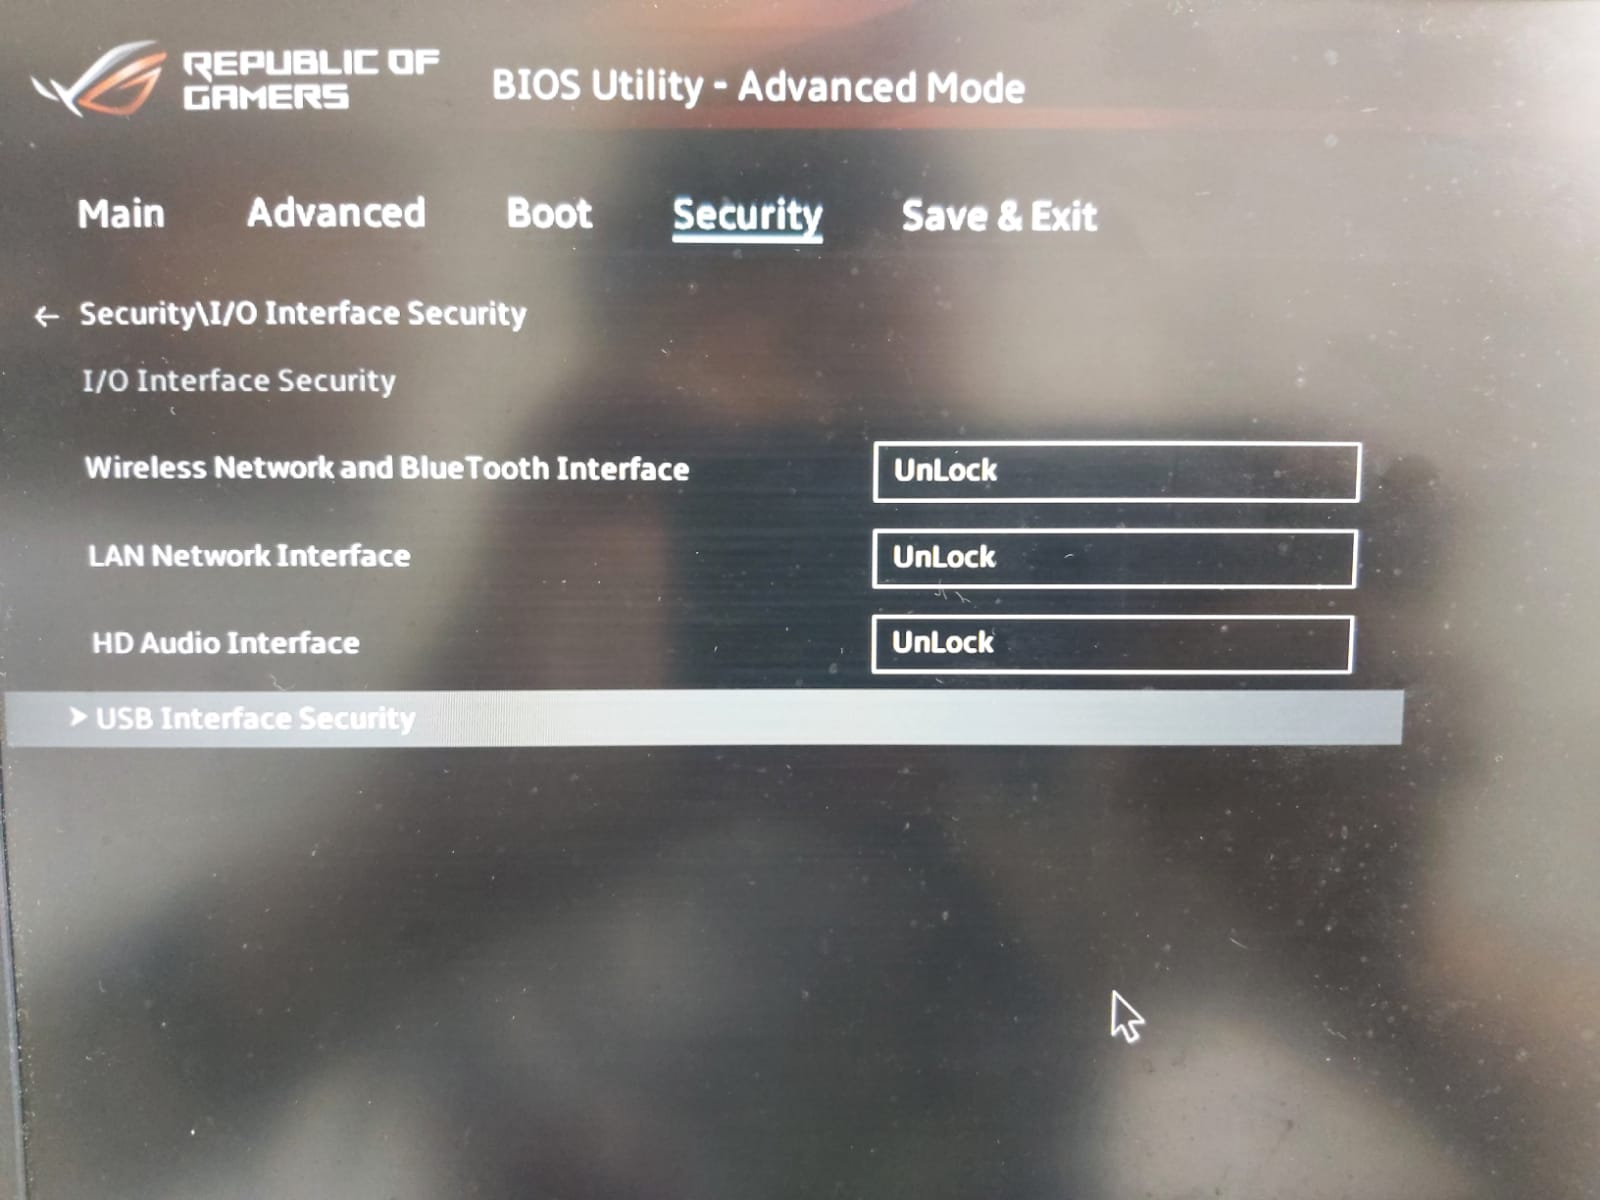 REPUBLIC OF
GAMERS
BIOS Utility - Advanced Mode
Main Advanced Boot Security Save & Exit
← Security\I/O Interface Security
I/O Interface Security
Wireless Network and BlueTooth Interface UnLock
LAN Network Interface UnLock
HD Audio Interface UnLock
➤ USB Interface Security